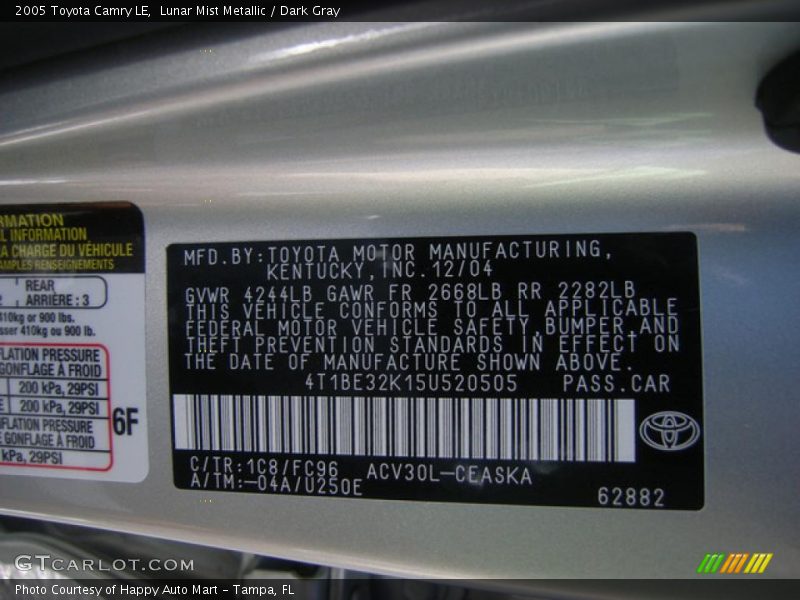 2005 Toyota Camry LE,  Lunar Mist Metallic / Dark Gray
RMATION
L INFORMATION
A CHARGE DU VÉHICULE
AMPLES RENSEIGNEMENTS
REAR
ARRIÈRE : 3
410kg or 900 lbs.
sser 410kg ou 900 lb.
FLATION PRESSURE
GONFLAGE À FROID
200 kPa, 29PSI
200 kPa, 29PSI
FLATION PRESSURE
E GONFLAGE À FROID
kPa, 29PSI
6F
MFD.BY:TOYOTA MOTOR MANUFACTURING,
KENTUCKY,INC.12/04
GVWR 4244LB GAWR FR 2668LB RR 2282LB
THIS VEHICLE CONFORMS TO ALL APPLICABLE
FEDERAL MOTOR VEHICLE SAFETY,BUMPER,AND
THEFT PREVENTION STANDARDS IN EFFECT ON
THE DATE OF MANUFACTURE SHOWN ABOVE.
4T1BE32K15U520505 PASS.CAR
C/TR:1C8/FC96 ACV30L-CEASKA
A/TM:-04A/U250E
62882
GTCARLOT.COM
Photo Courtesy of Happy Auto Mart – Tampa, FL